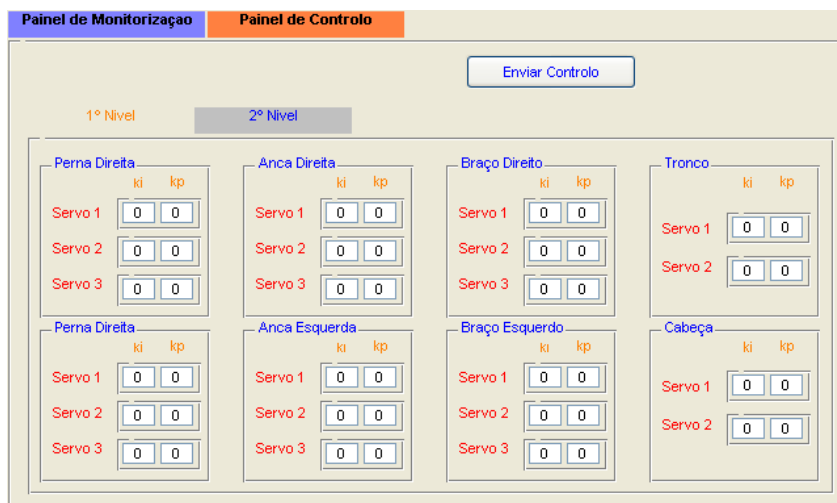 Painel de Monitorizaçao Painel de Controlo
Enviar Controlo
1º Nivel 2º Nivel
Perna Direita Anca Direita Braço Direito Tronco
ki kp ki kp ki kp ki kp
Servo 1 0 0 Servo 1 0 0 Servo 1 0 0 Servo 1 0 0
Servo 2 0 0 Servo 2 0 0 Servo 2 0 0 Servo 2 0 0
Servo 3 0 0 Servo 3 0 0 Servo 3 0 0
Perna Direita Anca Esquerda Braço Esquerdo Cabeça
ki kp ki kp ki kp ki kp
Servo 1 0 0 Servo 1 0 0 Servo 1 0 0 Servo 1 0 0
Servo 2 0 0 Servo 2 0 0 Servo 2 0 0 Servo 2 0 0
Servo 3 0 0 Servo 3 0 0 Servo 3 0 0